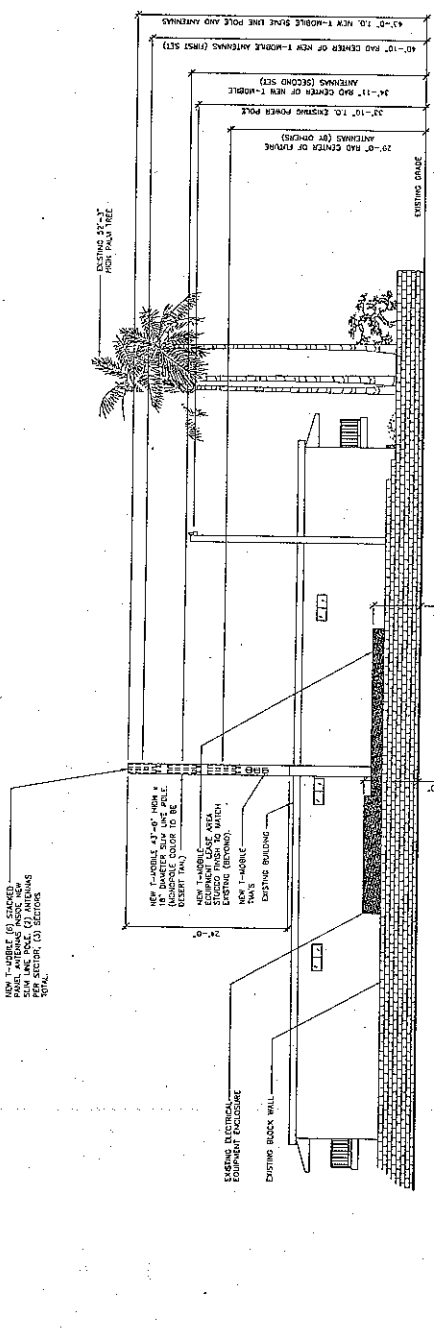 NEW T-MOBILE (6) STACKED
PANEL ANTENNAS INSIDE NEW
SLIM LINE POLE. (2) ANTENNAS
PER SECTOR, (3) SECTORS
TOTAL.
EXISTING 52'-3"
HIGH PALM TREE
43'-0" T.O. NEW T-MOBILE SLIM LINE POLE AND ANTENNAS
40'-10" RAD CENTER OF NEW T-MOBILE ANTENNAS (FIRST SET)
34'-11" RAD CENTER OF NEW T-MOBILE
ANTENNAS (SECOND SET)
33'-10" T.O. EXISTING POWER POLE
29'-0" RAD CENTER OF FUTURE
ANTENNAS (BY OTHERS)
EXISTING GRADE
NEW T-MOBILE 43'-0" HIGH x
18" DIAMETER SLIM LINE POLE.
(MONOPOLE COLOR TO BE
DESERT TAN.)
NEW T-MOBILE
EQUIPMENT LEASE AREA
STUCCO FINISH TO MATCH
EXISTING (BEYOND).
NEW T-MOBILE
TMA'S
EXISTING BUILDING
24'-0"
EXISTING ELECTRICAL
EQUIPMENT ENCLOSURE
EXISTING BLOCK WALL